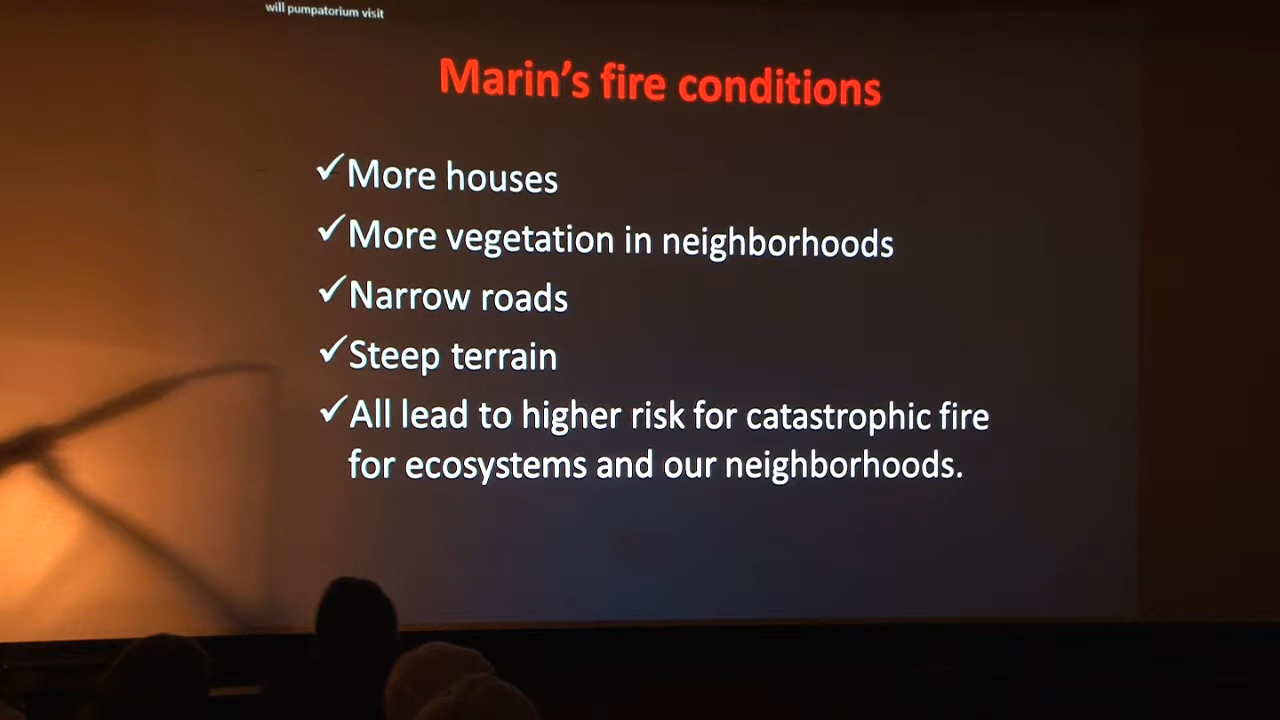 will pumpatorium visit
Marin's fire conditions
✓More houses
✓More vegetation in neighborhoods
✓Narrow roads
✓Steep terrain
✓All lead to higher risk for catastrophic fire
for ecosystems and our neighborhoods.